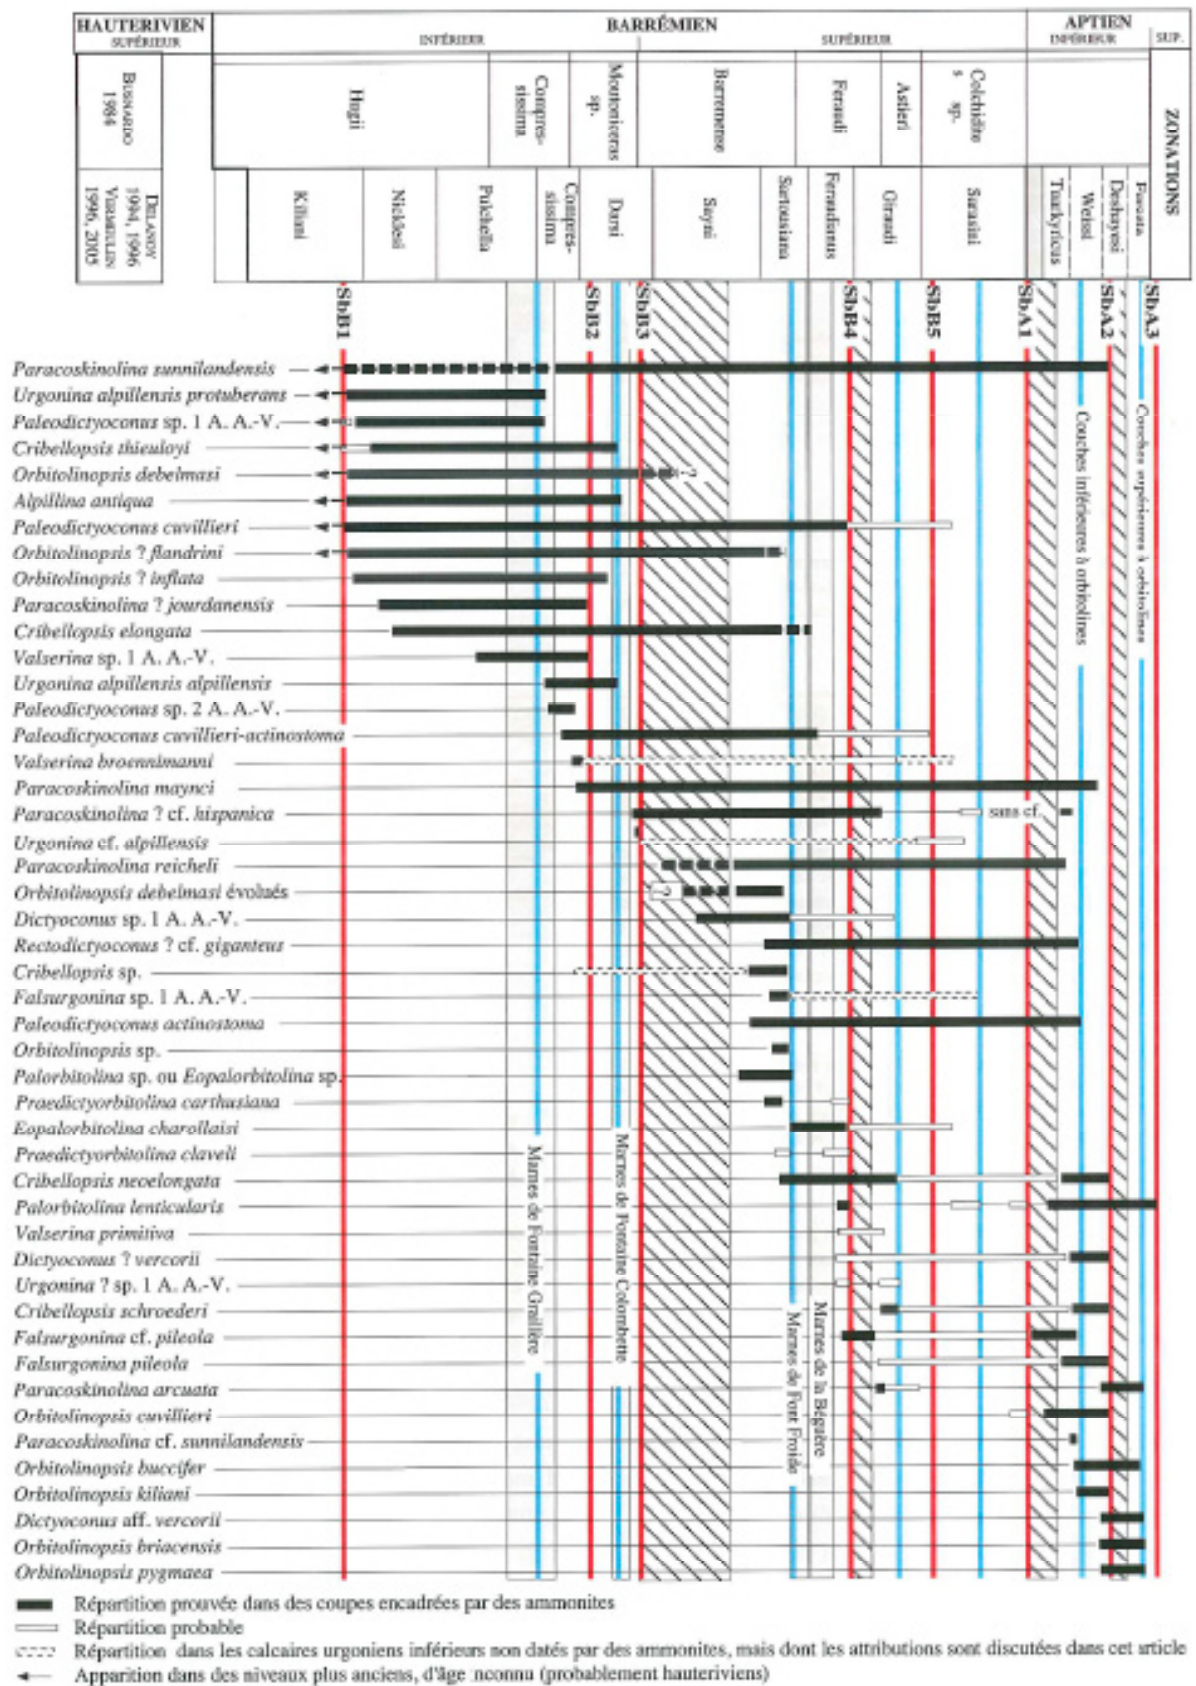 HAUTERIVIEN
SUPÉRIEUR
BARRÉMIEN
INFÉRIEUR
SUPÉRIEUR
APTIEN
INFÉRIEUR
SUP.
BUSNARDO
1984
Hugii
Compres-
sissima
Moutoniceras
sp.
Barremense
Feraudi
Astieri
Colchidite
s sp.
ZONATIONS
DELANOY
1994, 1996
VERMEULEN
1996, 2005
Kiliani
Nicklesi
Pulchella
Compres-
sissima
Darsi
Sayni
Sartousiana
Feraudianus
Giraudi
Sarasini
Tuarkyricus
Weissi
Deshayesi
Furcata
SbB1
SbB2
SbB3
SbB4
SbB5
SbA1
SbA2
SbA3
Paracoskinolina sunnilandensis
Urgonina alpillensis protuberans
Paleodictyoconus sp. 1 A. A.-V.
Cribellopsis thieuloyi
Orbitolinopsis debelmasi
?
Alpillina antiqua
Paleodictyoconus cuvillieri
Orbitolinopsis ? flandrini
Orbitolinopsis ? inflata
Paracoskinolina ? jourdanensis
Cribellopsis elongata
Valserina sp. 1 A. A.-V.
Urgonina alpillensis alpillensis
Paleodictyoconus sp. 2 A. A.-V.
Paleodictyoconus cuvillieri-actinostoma
Valserina broennimanni
Paracoskinolina maynci
Paracoskinolina ? cf. hispanica
sans cf.
Urgonina cf. alpillensis
Paracoskinolina reicheli
Orbitolinopsis debelmasi évolués
?
Dictyoconus sp. 1 A. A.-V.
Rectodictyoconus ? cf. giganteus
Cribellopsis sp.
Falsurgonina sp. 1 A. A.-V.
Paleodictyoconus actinostoma
Orbitolinopsis sp.
Palorbitolina sp. ou Eopalorbitolina sp.
Praedictyorbitolina carthusiana
Eopalorbitolina charollaisi
Praedictyorbitolina claveli
Cribellopsis neoelongata
Palorbitolina lenticularis
Valserina primitiva
Dictyoconus ? vercorii
Urgonina ? sp. 1 A. A.-V.
Cribellopsis schroederi
Falsurgonina cf. pileola
Falsurgonina pileola
Paracoskinolina arcuata
Orbitolinopsis cuvillieri
Paracoskinolina cf. sunnilandensis
Orbitolinopsis buccifer
Orbitolinopsis kiliani
Dictyoconus aff. vercorii
Orbitolinopsis briacensis
Orbitolinopsis pygmaea
Marnes de Fontaine Graillère
Marnes de Fontaine Colombette
Marnes de Font Froide
Marnes de la Béguère
Couches inférieures à orbitolines
Couches supérieures à orbitolines
Répartition prouvée dans des coupes encadrées par des ammonites
Répartition probable
Répartition dans les calcaires urgoniens inférieurs non datés par des ammonites, mais dont les attributions sont discutées dans cet article
Apparition dans des niveaux plus anciens, d'âge nconnu (probablement hauteriviens)